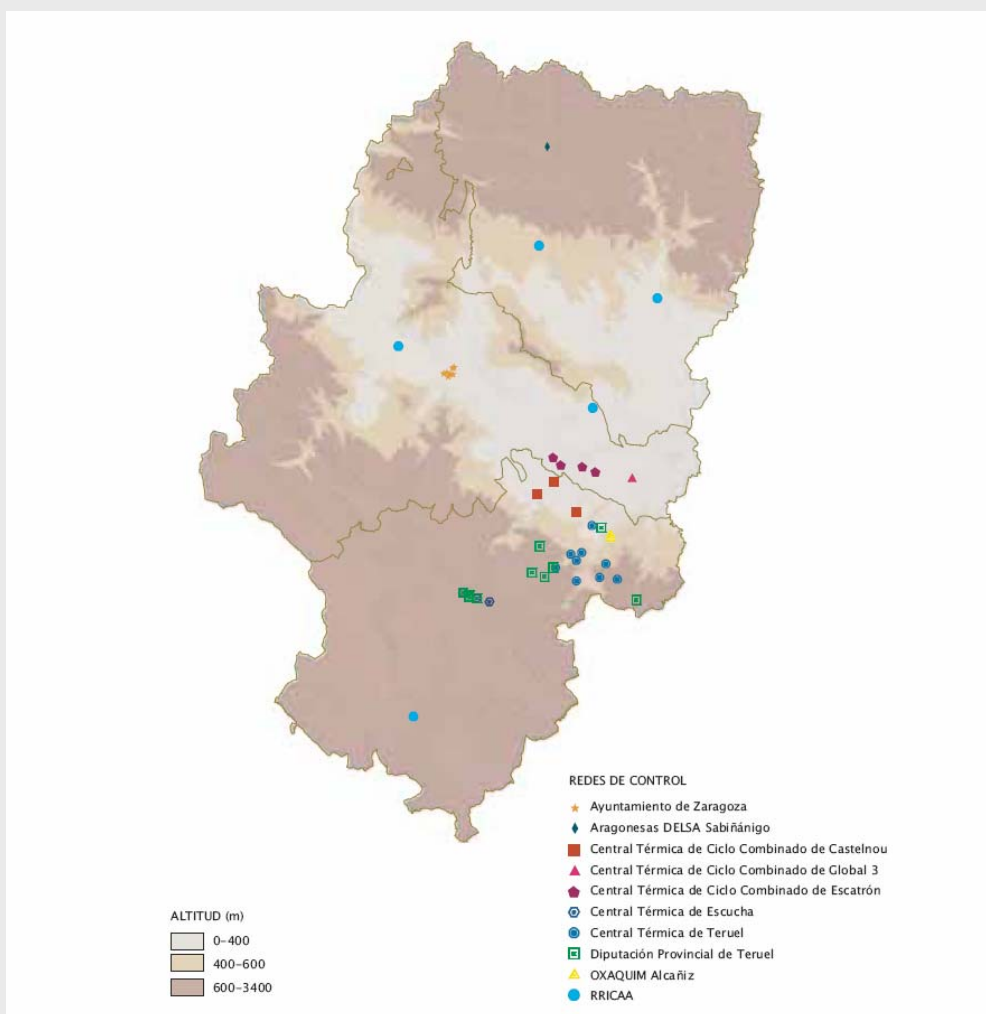 REDES DE CONTROL
Ayuntamiento de Zaragoza
Aragonesas DELSA Sabiñánigo
Central Térmica de Ciclo Combinado de Castelnou
Central Térmica de Ciclo Combinado de Global 3
Central Térmica de Ciclo Combinado de Escatrón
Central Térmica de Escucha
Central Térmica de Teruel
Diputación Provincial de Teruel
OXAQUIM Alcañiz
RRICAA
ALTITUD (m)
0-400
400-600
600-3400